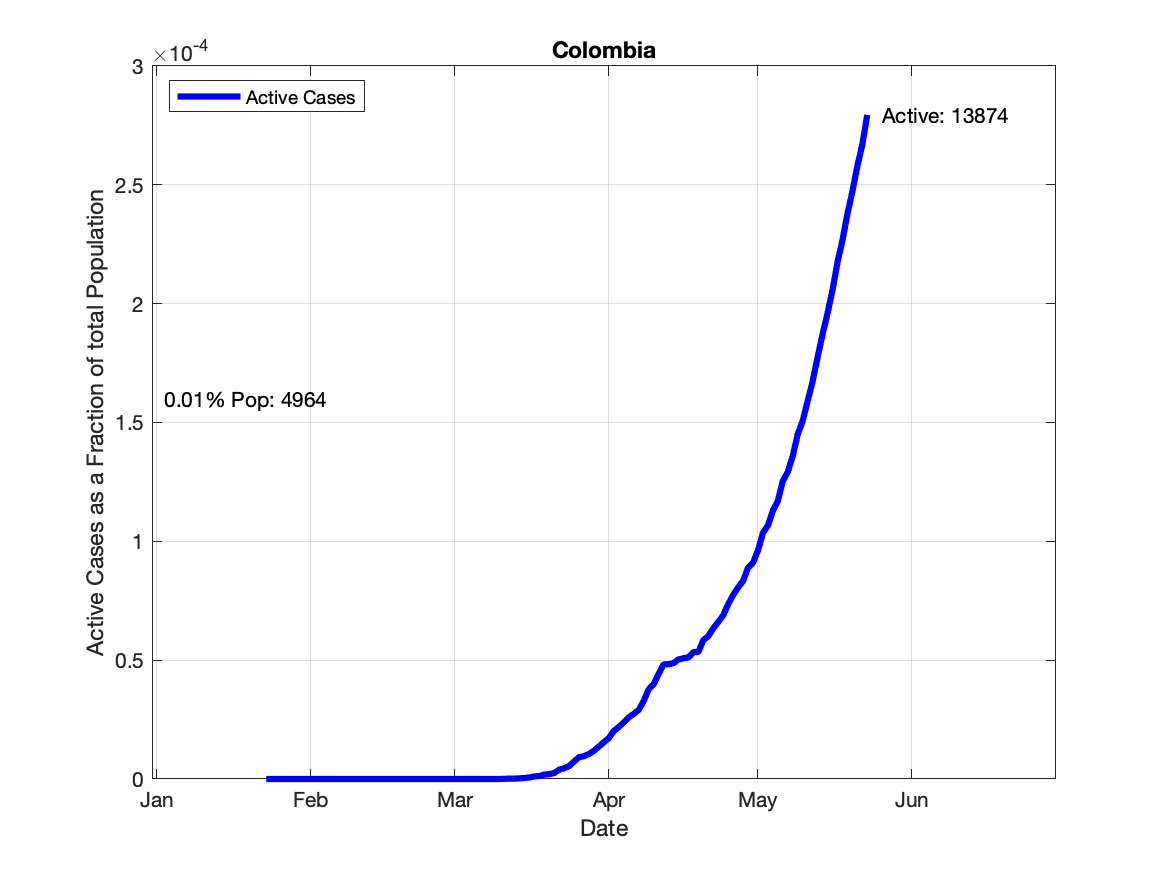 Colombia
×10-4
3
Active Cases
Active: 13874
2.5
2
0.01% Pop: 4964
1.5
1
0.5
0
Active Cases as a Fraction of total Population
Jan Feb Mar Apr May Jun
Date